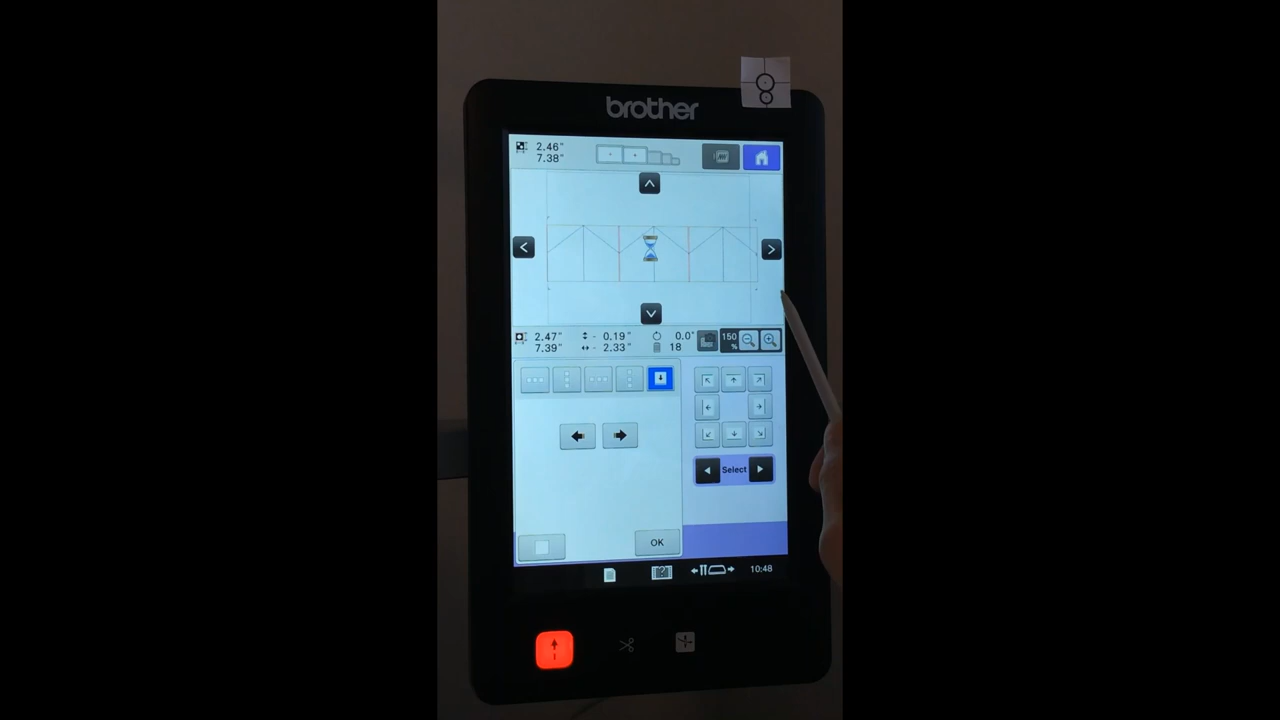 brother
2.46"
7.38"
2.47" - 0.19" 0.0° 150
7.39" - 2.33" 18 %
Select
OK
10:48